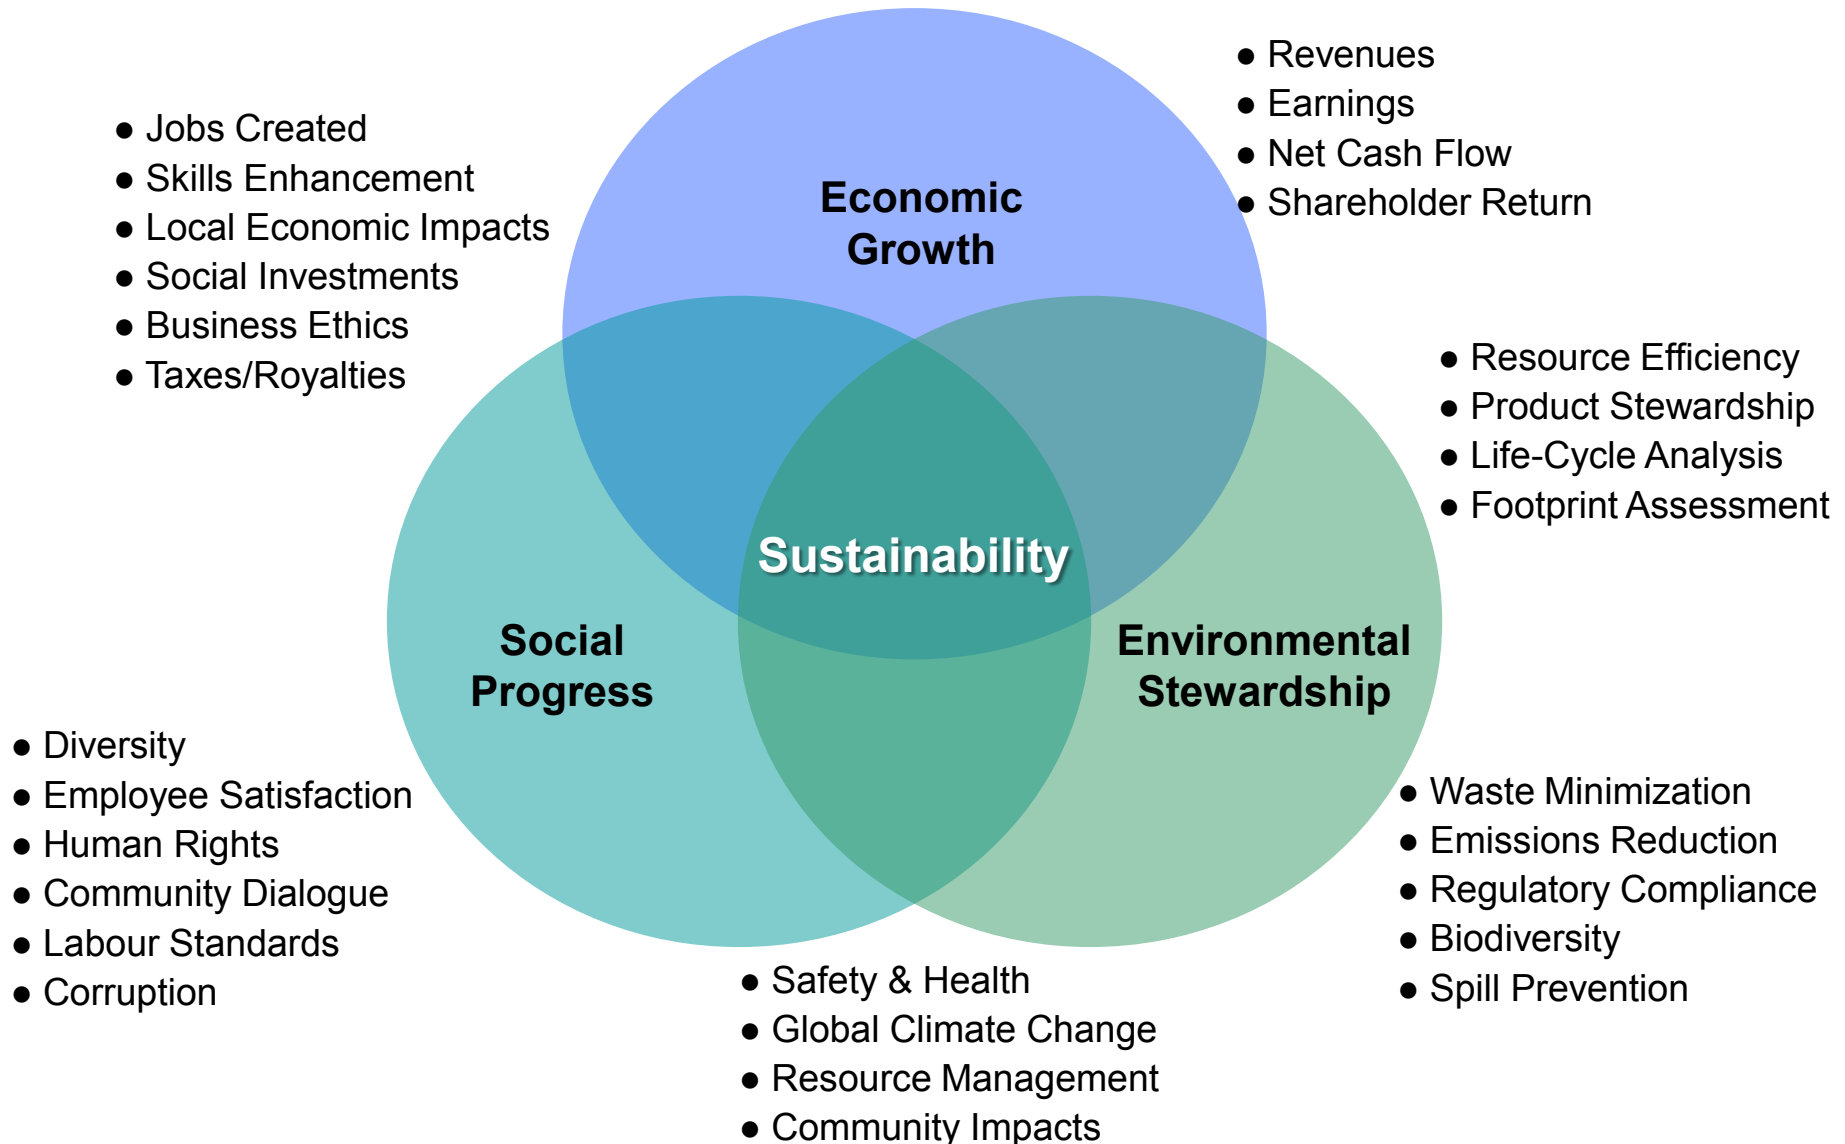 ● Revenues
● Earnings
● Net Cash Flow
● Shareholder Return
● Jobs Created
● Skills Enhancement
● Local Economic Impacts
● Social Investments
● Business Ethics
● Taxes/Royalties
Economic
Growth
● Resource Efficiency
● Product Stewardship
● Life-Cycle Analysis
● Footprint Assessment
Sustainability
Social
Progress
Environmental
Stewardship
● Diversity
● Employee Satisfaction
● Human Rights
● Community Dialogue
● Labour Standards
● Corruption
● Waste Minimization
● Emissions Reduction
● Regulatory Compliance
● Biodiversity
● Spill Prevention
● Safety & Health
● Global Climate Change
● Resource Management
● Community Impacts